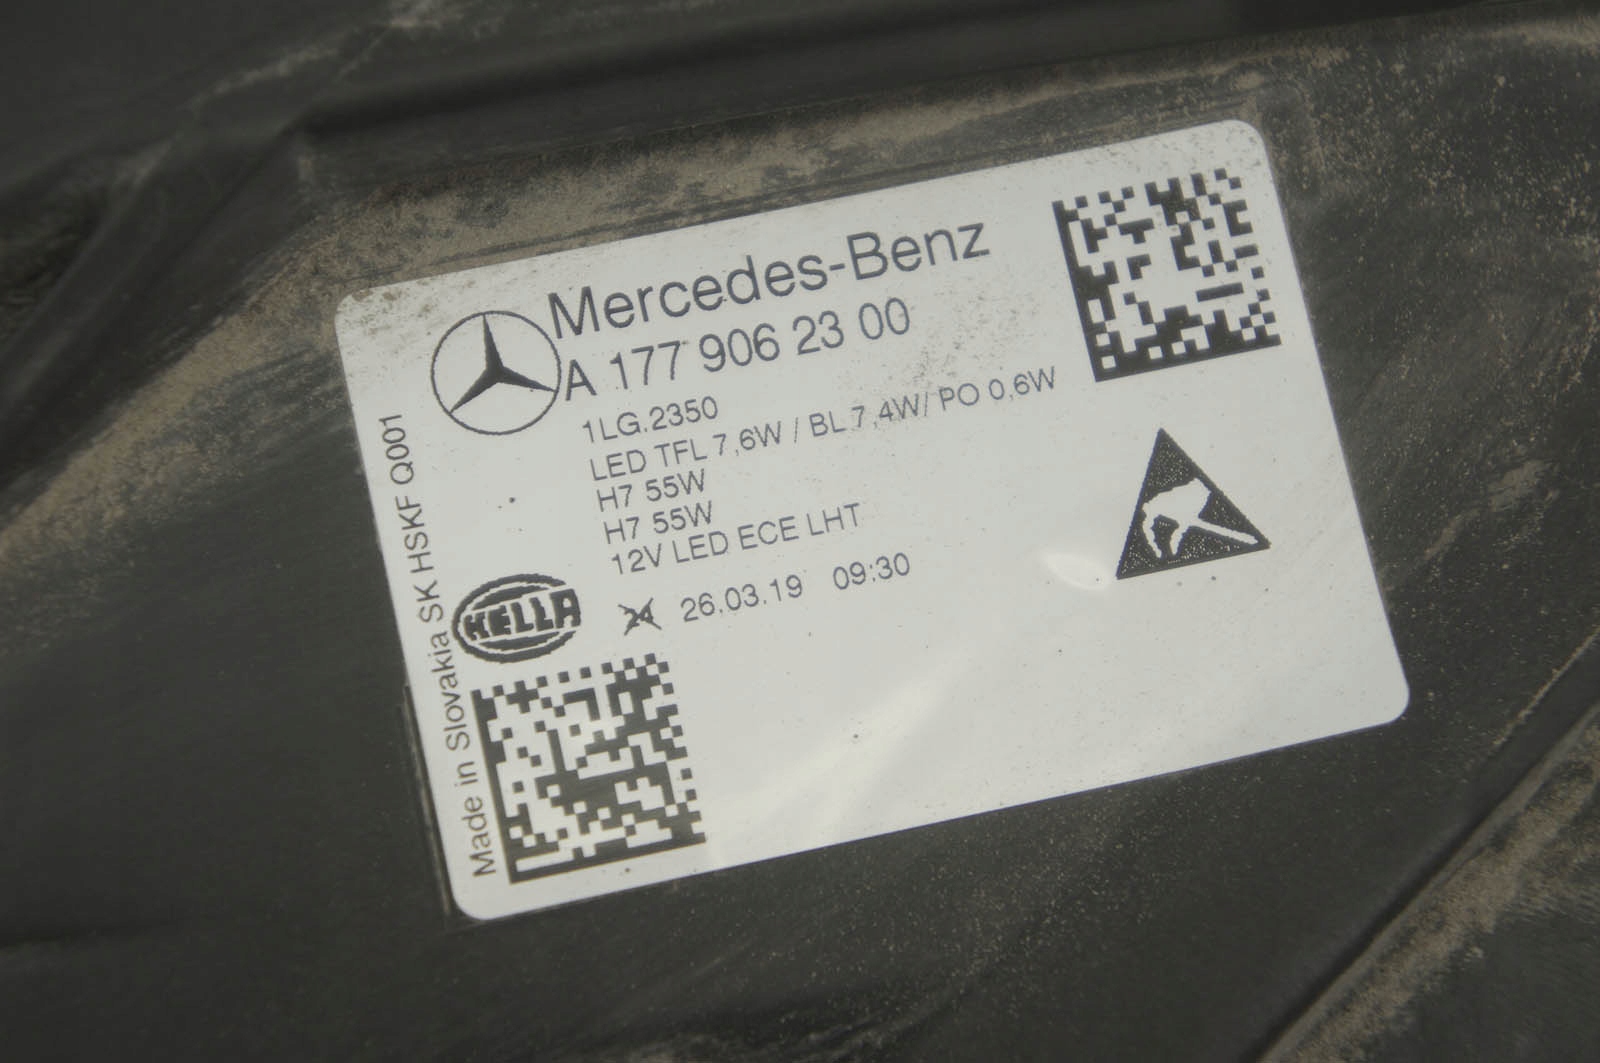 Mercedes-Benz
A 177 906 23 00
1LG.2350
LED TFL 7,6W / BL 7,4W/ PO 0,6W
H7 55W
H7 55W
12V LED ECE LHT
HELLA
26.03.19 09:30
Made in Slovakia SK HSKF Q001